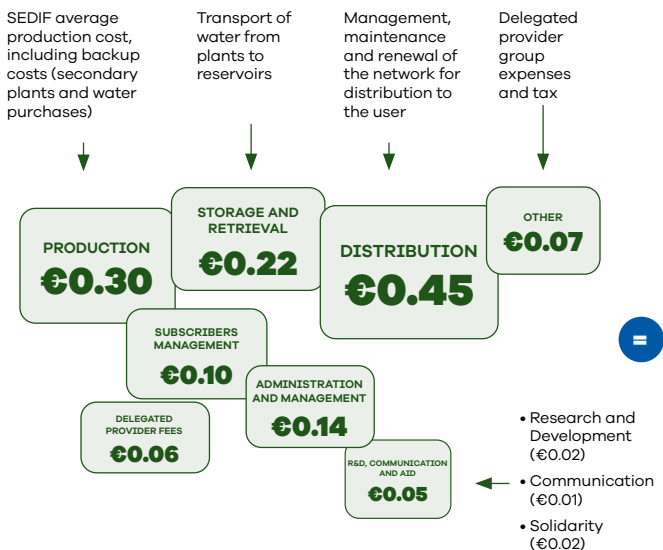 SEDIF average
production cost,
including backup
costs (secondary
plants and water
purchases)
Transport of
water from
plants to
reservoirs
Management,
maintenance
and renewal of
the network for
distribution to
the user
Delegated
provider
group
expenses
and tax
PRODUCTION
€0.30
STORAGE AND
RETRIEVAL
€0.22
DISTRIBUTION
€0.45
OTHER
€0.07
=
SUBSCRIBERS
MANAGEMENT
€0.10
ADMINISTRATION
AND MANAGEMENT
€0.14
DELEGATED
PROVIDER FEES
€0.06
R&D, COMMUNICATION
AND AID
€0.05
• Research and
Development
(€0.02)
• Communication
(€0.01)
• Solidarity
(€0.02)